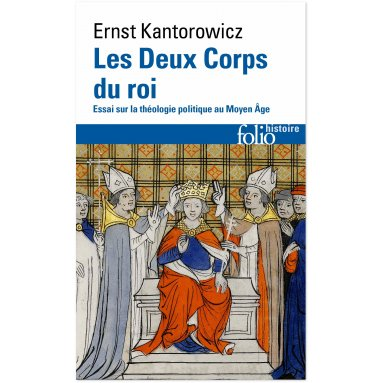 Ernst Kantorowicz
Les Deux Corps
du roi
Essai sur la théologie politique au Moyen Âge
histoire
folio